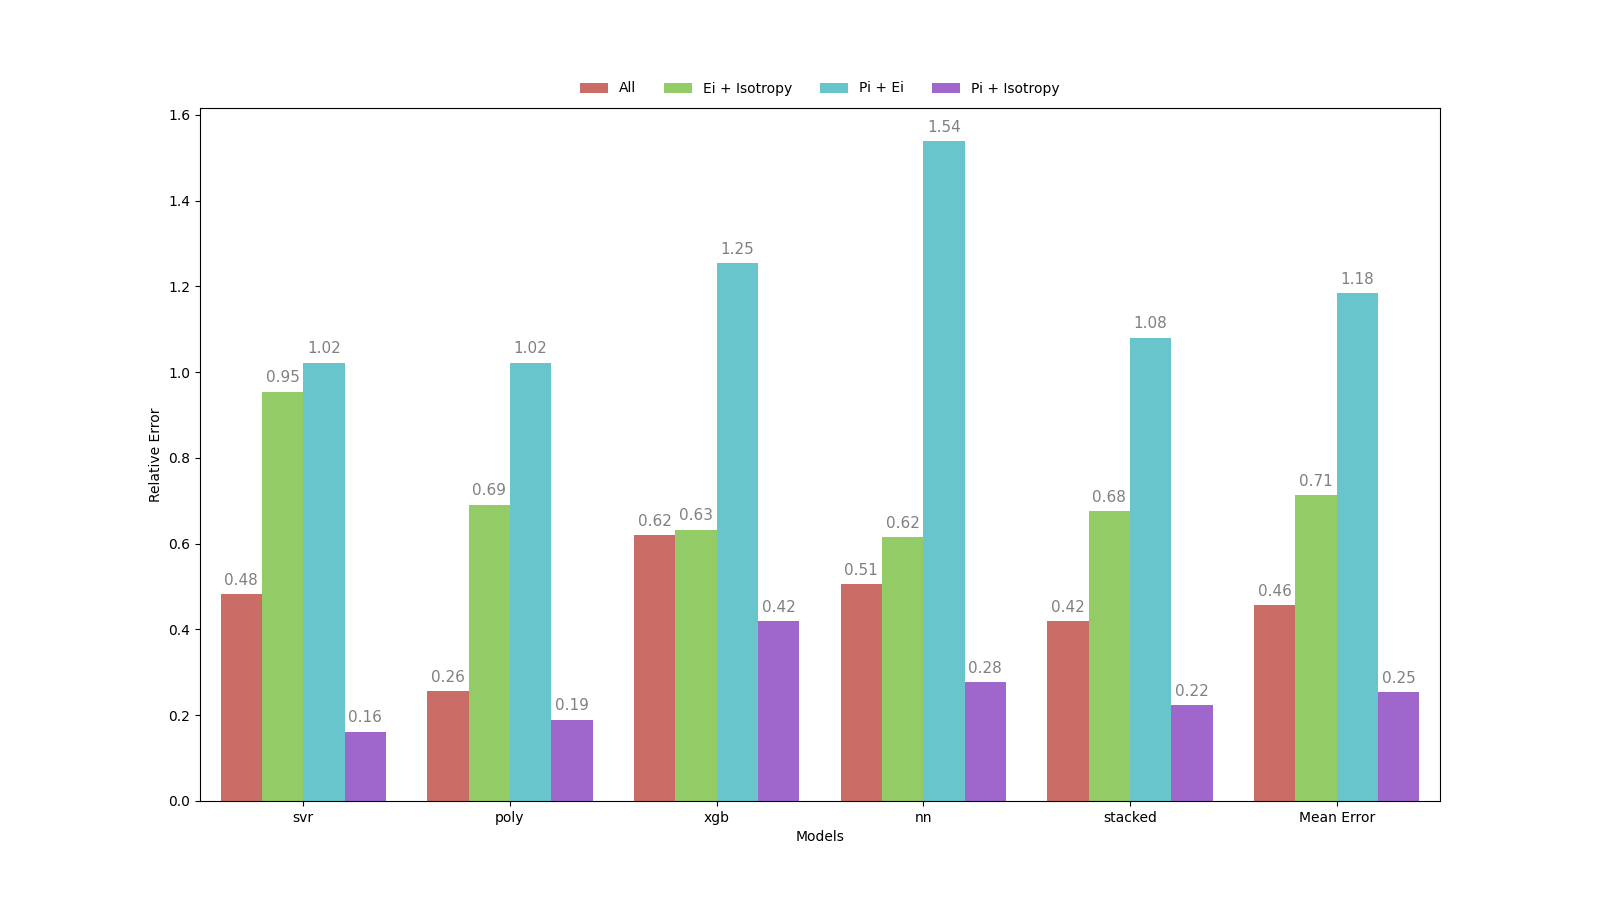 All Ei + Isotropy Pi + Ei Pi + Isotropy
1.6
1.4
1.2
1.0
0.8
0.6
0.4
0.2
0.0
Relative Error
0.48 0.95 1.02 0.16
0.26 0.69 1.02 0.19
0.62 0.63 1.25 0.42
0.51 0.62 1.54 0.28
0.42 0.68 1.08 0.22
0.46 0.71 1.18 0.25
svr poly xgb nn stacked Mean Error
Models